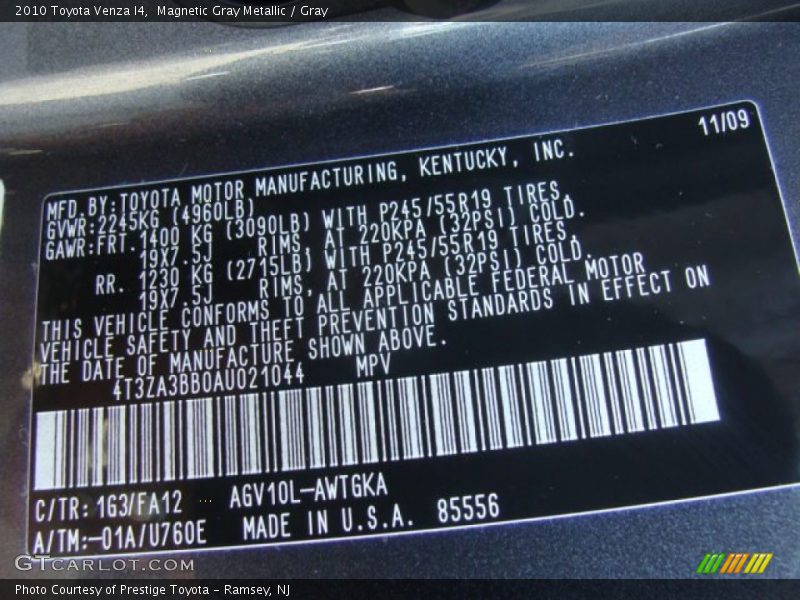 2010 Toyota Venza I4,  Magnetic Gray Metallic / Gray
11/09
MFD.BY:TOYOTA MOTOR MANUFACTURING, KENTUCKY, INC.
GVWR:2245KG (4960LB)
GAWR:FRT.1400 KG (3090LB) WITH P245/55R19 TIRES,
19X7.5J RIMS, AT 220KPA (32PSI) COLD.
RR. 1230 KG (2715LB) WITH P245/55R19 TIRES,
19X7.5J RIMS, AT 220KPA (32PSI) COLD.
THIS VEHICLE CONFORMS TO ALL APPLICABLE FEDERAL MOTOR
VEHICLE SAFETY AND THEFT PREVENTION STANDARDS IN EFFECT ON
THE DATE OF MANUFACTURE SHOWN ABOVE.
4T3ZA3BB0AU021044 MPV
C/TR: 1G3/FA12 AGV10L-AWTGKA
A/TM:-01A/U760E MADE IN U.S.A. 85556
GTCARLOT.COM
Photo Courtesy of Prestige Toyota - Ramsey, NJ